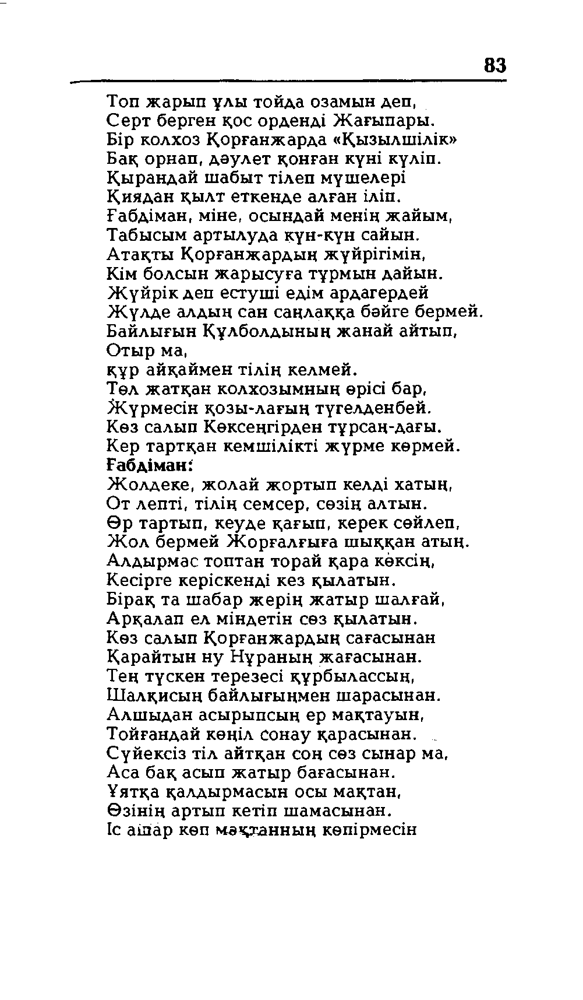 83
Топ жарып ұлы тойда озамын деп,
Серт берген қос орденді Жағыпары.
Бір колхоз Қорғанжарда «Қызылшілік»
Бақ орнап, дәулет қонған күні күліп.
Қырандай шабыт тілеп мүшелері
Қиядан қылт еткенде алған іліп.
Ғабдіман, міне, осындай менің жайым,
Табысым артылуда күн-күн сайын.
Атақты Қорғанжардың жүйрігімін,
Кім болсын жарысуға тұрмын дайын.
Жүйрік деп естуші едім ардагердей
Жүлде алдың сан саңлаққа бәйге бермей.
Байлығын Құлболдының жанай айтып,
Отыр ма,
құр айқаймен тілің келмей.
Төл жатқан колхозымның өрісі бар,
Жүрмесін қозы-лағың түгелденбей.
Көз салып Көксеңгірден тұрсаң-дағы.
Кер тартқан кемшілікті жүрме көрмей.
Ғабдіман:
Жолдеке, жолай жортып келді хатың,
От лепті, тілің семсер, сөзің алтын.
Өр тартып, кеуде қағып, керек сөйлеп,
Жол бермей Жорғалғыға шыққан атың.
Алдырмас топтан торай қара көксің,
Кесірге керіскенді кез қылатын.
Бірақ та шабар жерің жатыр шалғай,
Арқалап ел міндетін сөз қылатын.
Көз салып Қорғанжардың сағасынан
Қарайтын ну Нұраның жағасынан.
Тең түскен терезесі құрбылассың,
Шалқисың байлығыңмен шарасынан.
Алшыдан асырыпсың ер мақтауын,
Тойғандай көңіл сонау қарасынан.
Сүйексіз тіл айтқан соң сөз сынар ма,
Аса бақ асып жатыр бағасынан.
Ұятқа қалдырмасын осы мақтан,
Өзінің артып кетіп шамасынан.
Іс ашар көп мақтанның көпірмесін